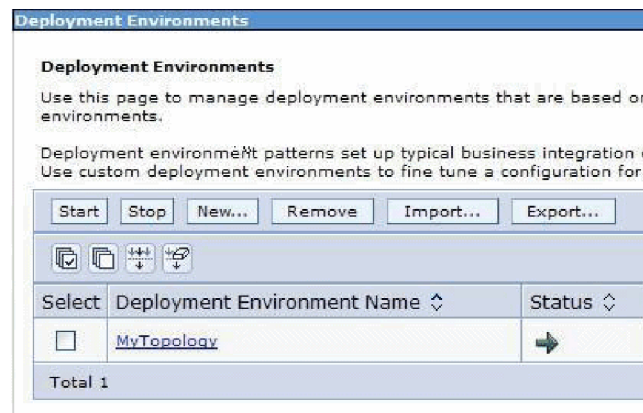 Deployment Environments
Deployment Environments
Use this page to manage deployment environments that are based on
environments.
Deployment environment patterns set up typical business integration
Use custom deployment environments to fine tune a configuration for
Start Stop New... Remove Import... Export...
Select Deployment Environment Name Status
MyTopology
Total 1